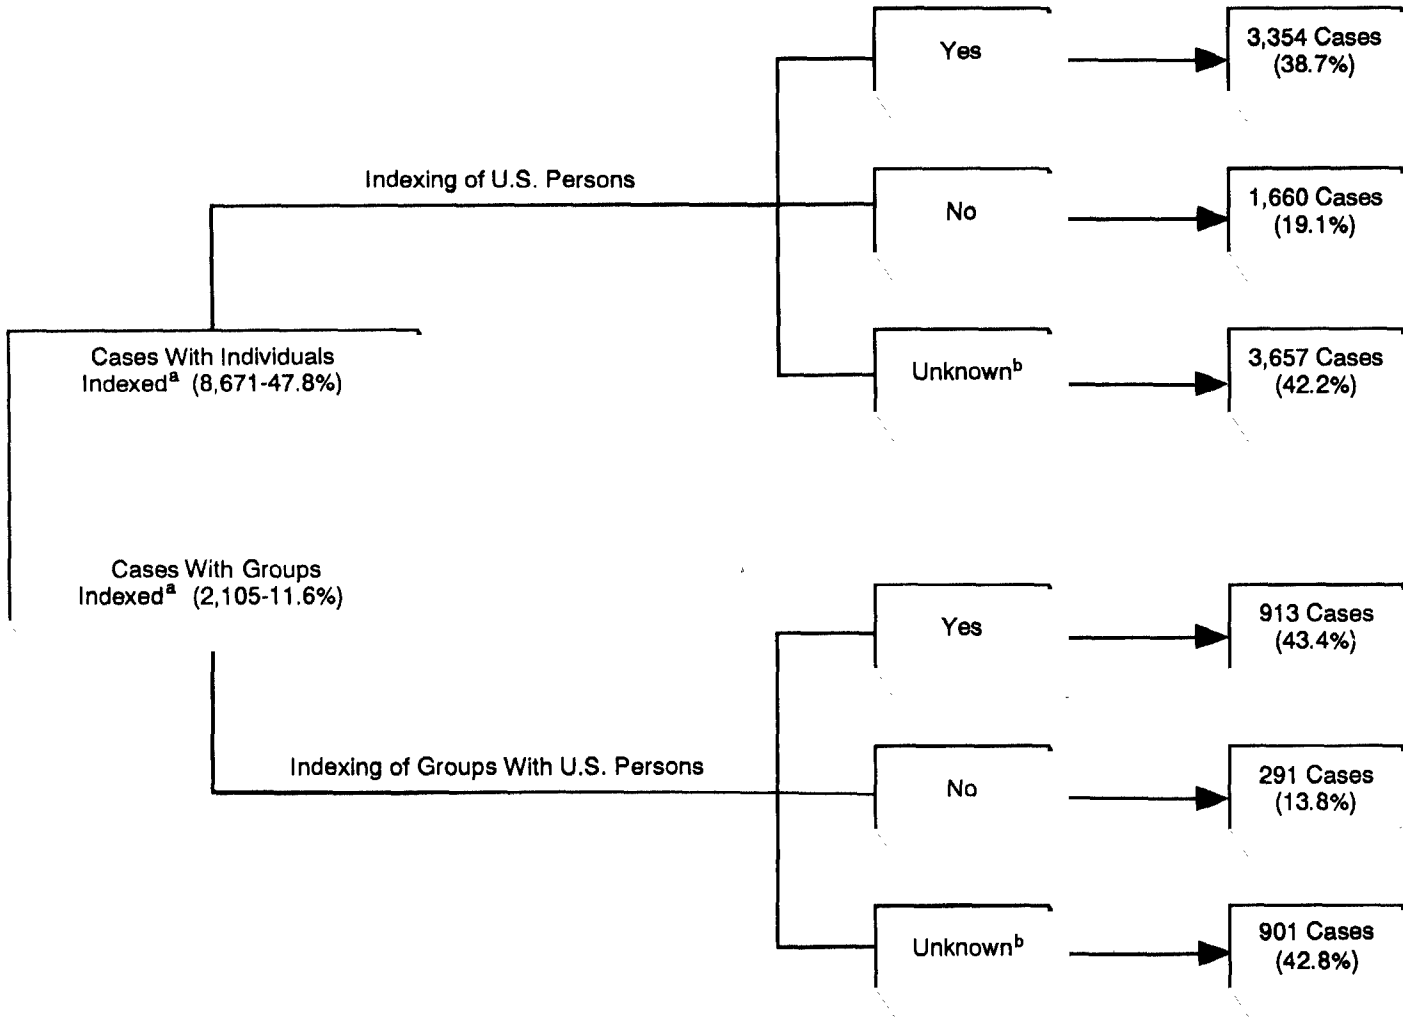 Yes
3,354 Cases
(38.7%)
Indexing of U.S. Persons
No
1,660 Cases
(19.1%)
Cases With Individuals
Indexedᵃ (8,671-47.8%)
Unknownᵇ
3,657 Cases
(42.2%)
Cases With Groups
Indexedᵃ (2,105-11.6%)
Yes
913 Cases
(43.4%)
Indexing of Groups With U.S. Persons
No
291 Cases
(13.8%)
Unknownᵇ
901 Cases
(42.8%)